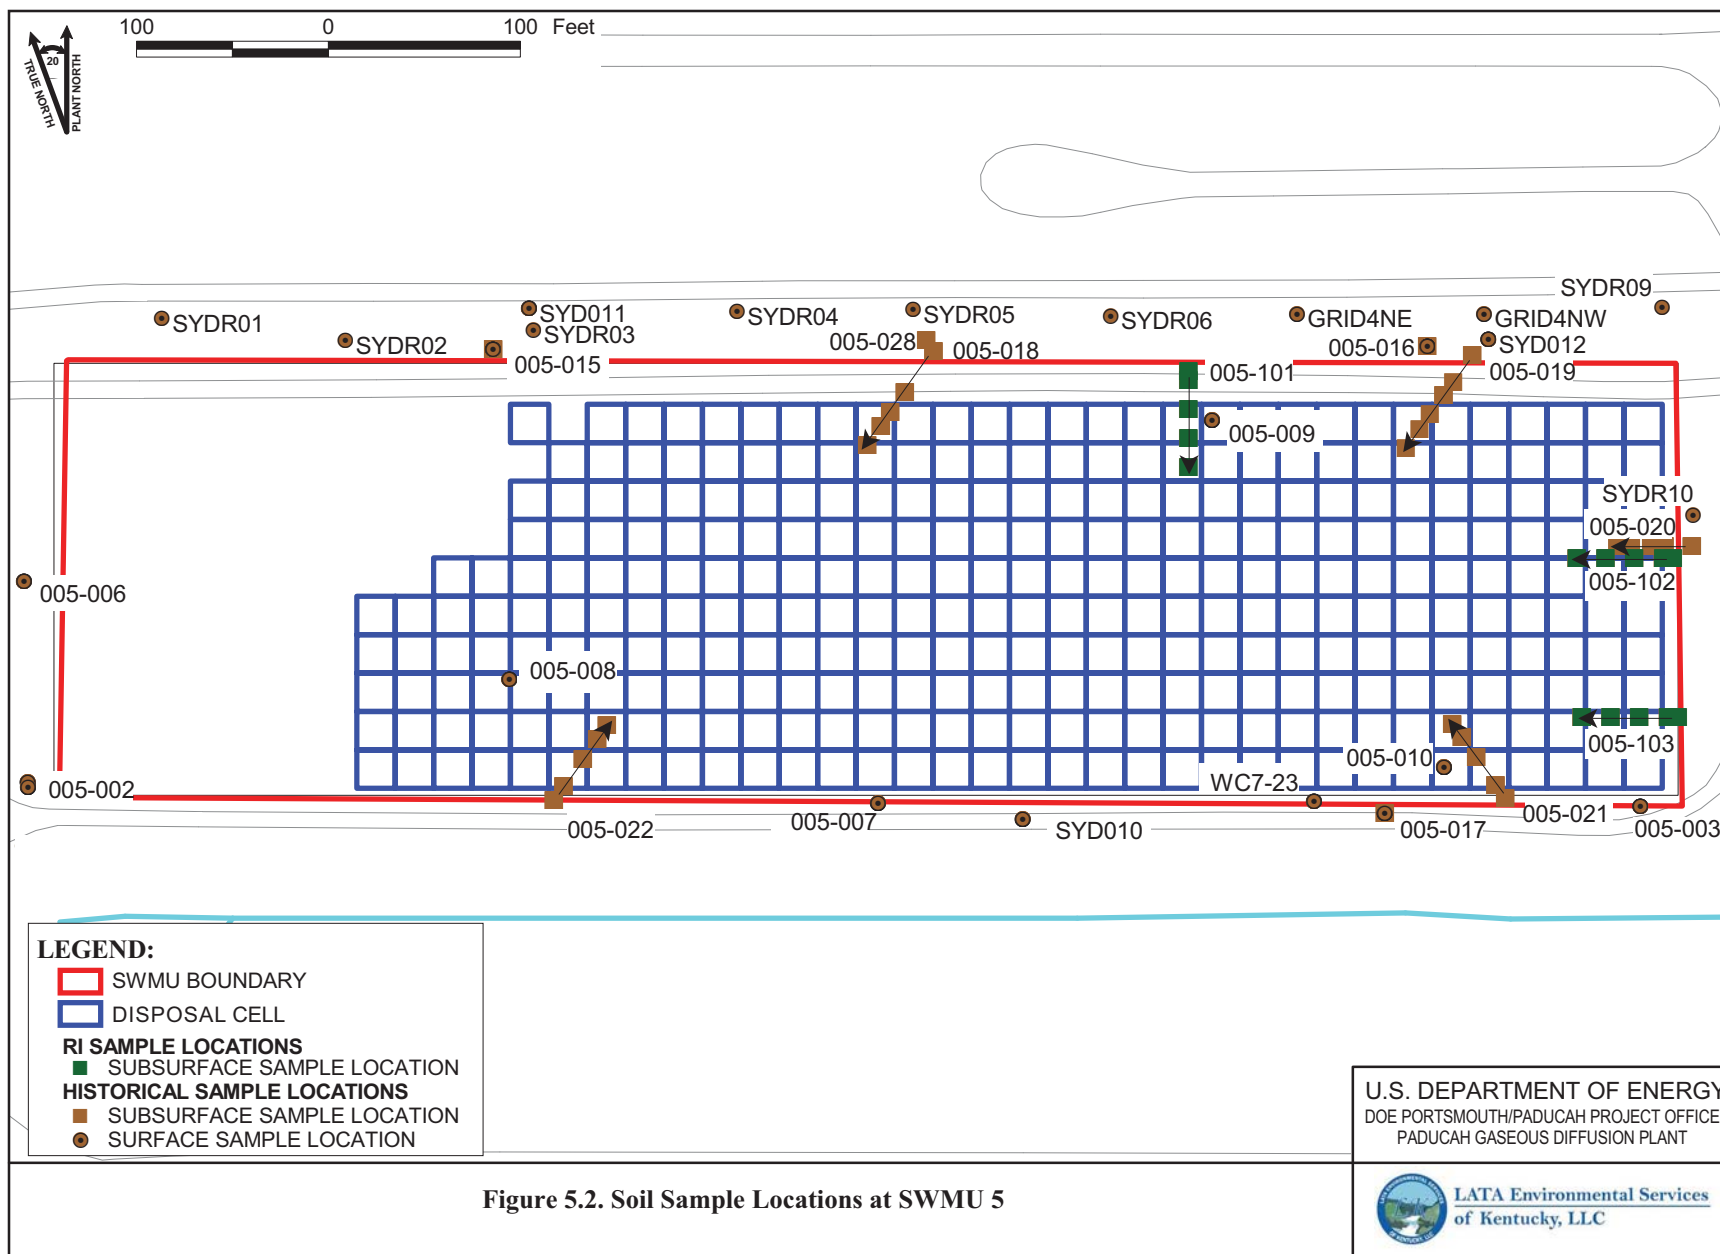 100 0 100 Feet
20
TRUE NORTH
PLANT NORTH
SYDR09
SYDR01
SYD011
SYDR04
SYDR05
SYDR06
GRID4NE
GRID4NW
SYDR02
SYDR03
005-028
005-018
005-016
SYD012
005-015
005-101
005-019
005-009
SYDR10
005-020
005-006
005-102
005-008
005-103
005-010
005-002
WC7-23
005-022
005-007
SYD010
005-017
005-021
005-003
LEGEND:
SWMU BOUNDARY
DISPOSAL CELL
RI SAMPLE LOCATIONS
SUBSURFACE SAMPLE LOCATION
HISTORICAL SAMPLE LOCATIONS
SUBSURFACE SAMPLE LOCATION
SURFACE SAMPLE LOCATION
U.S. DEPARTMENT OF ENERGY
DOE PORTSMOUTH/PADUCAH PROJECT OFFICE
PADUCAH GASEOUS DIFFUSION PLANT
Figure 5.2. Soil Sample Locations at SWMU 5
LATA Environmental Services
of Kentucky, LLC